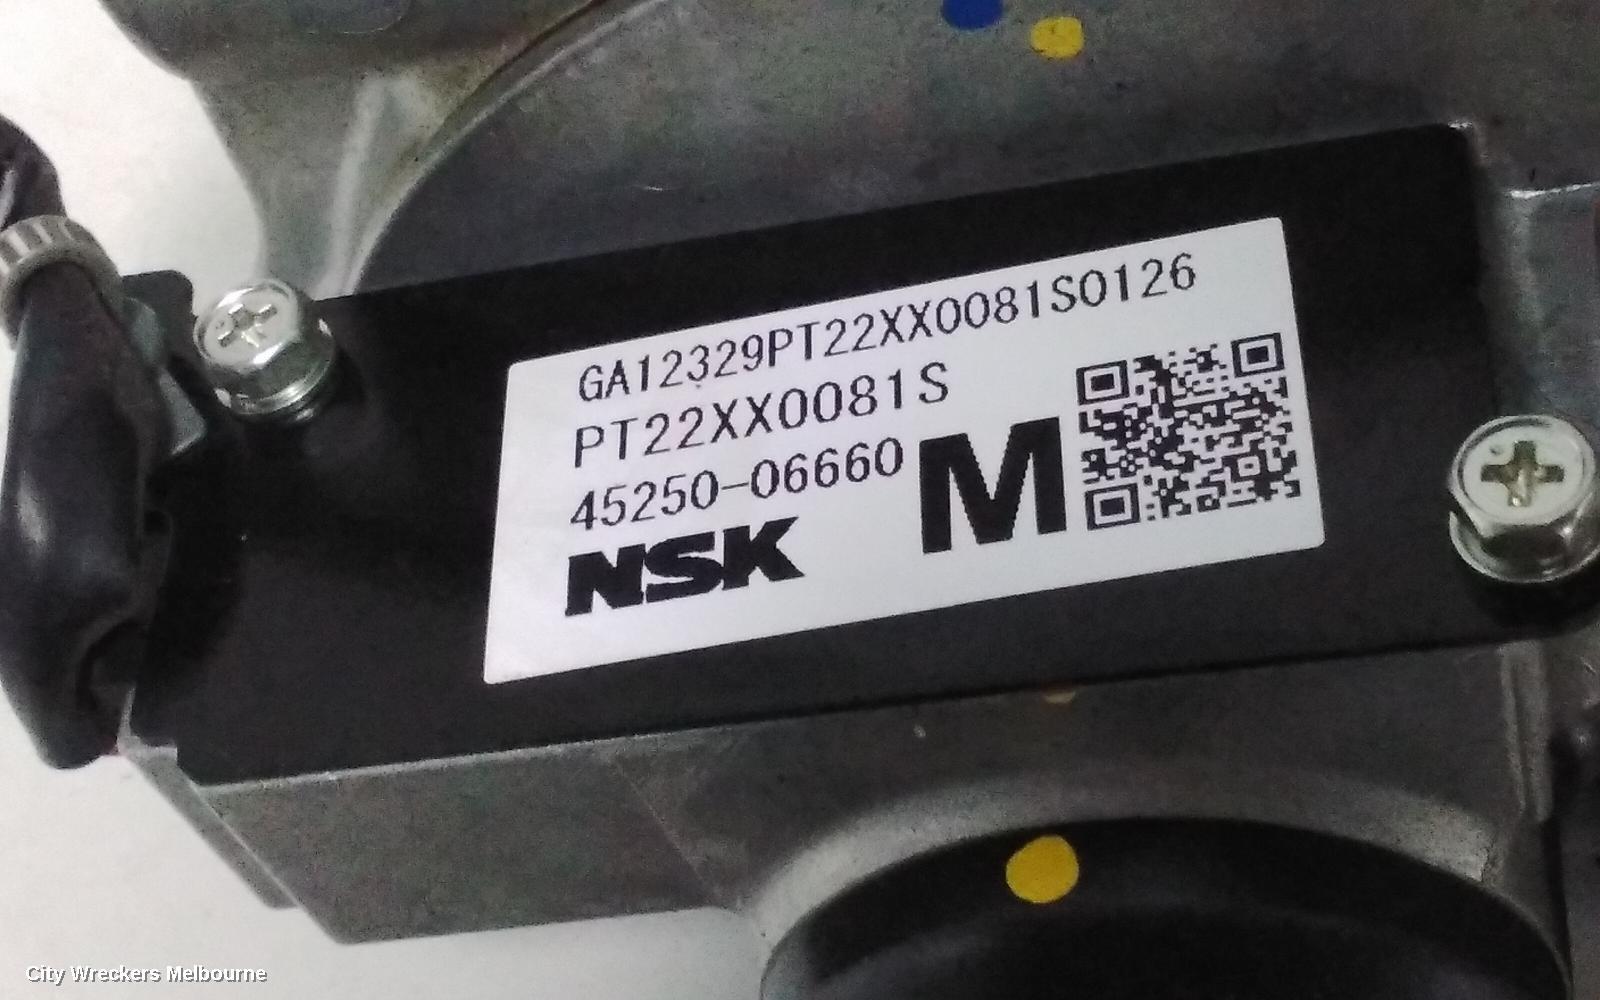 GA12329PT22XX0081S0126
PT22XX0081S
45250-06660
M
NSK
City Wreckers Melbourne